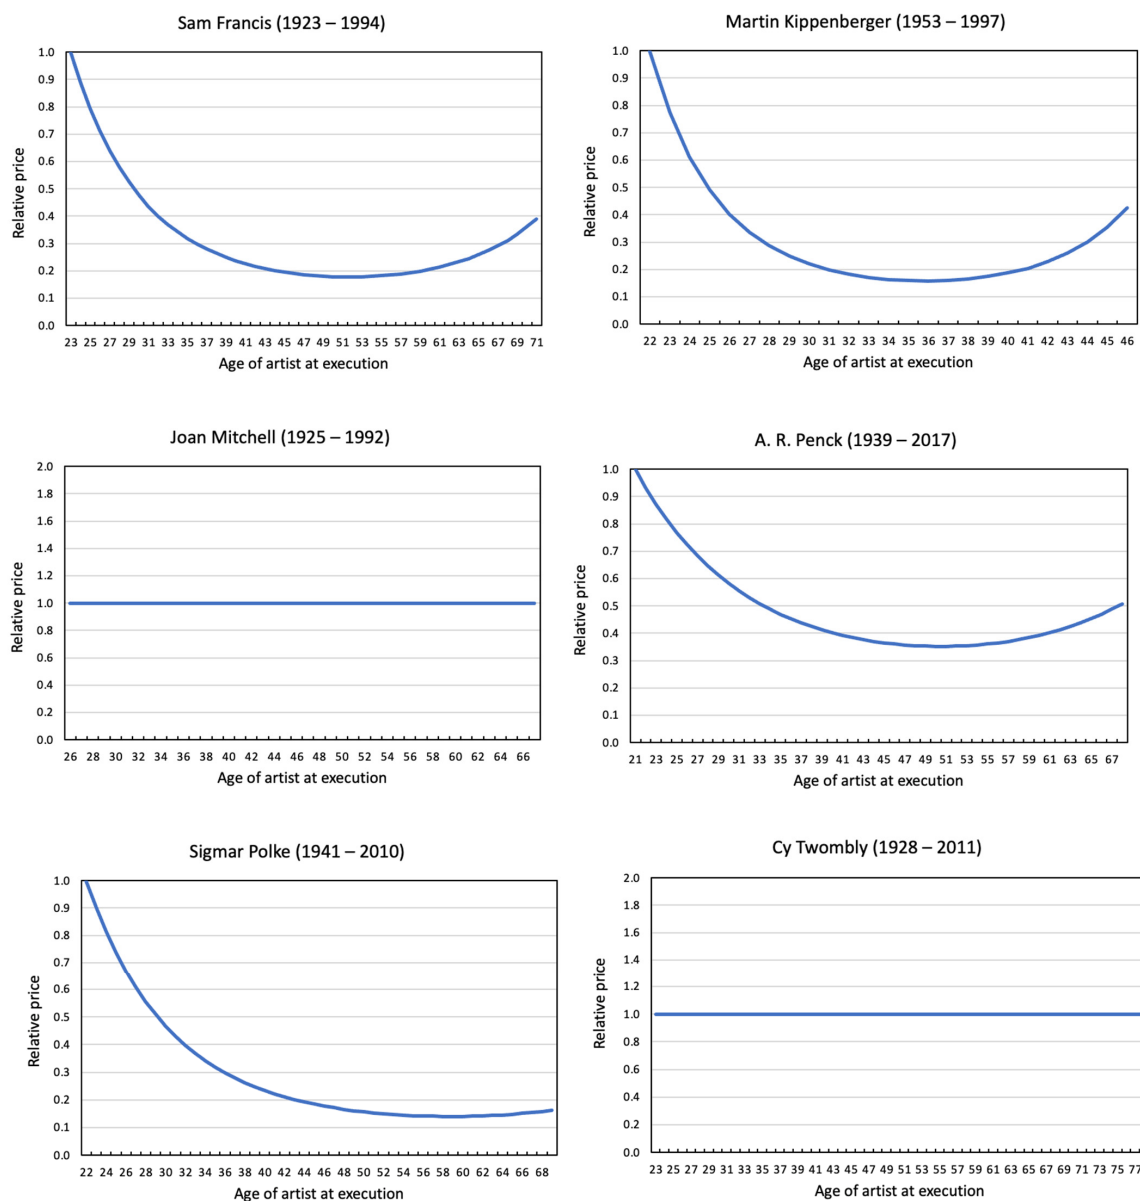 Sam Francis (1923 – 1994)
Relative price
1.0
0.9
0.8
0.7
0.6
0.5
0.4
0.3
0.2
0.1
0.0
23 25 27 29 31 33 35 37 39 41 43 45 47 49 51 53 55 57 59 61 63 65 67 69 71
Age of artist at execution
Martin Kippenberger (1953 – 1997)
Relative price
1.0
0.9
0.8
0.7
0.6
0.5
0.4
0.3
0.2
0.1
0.0
22 23 24 25 26 27 28 29 30 31 33 34 35 36 37 38 39 40 41 42 43 44 45 46
Age of artist at execution
Joan Mitchell (1925 – 1992)
Relative price
2.0
1.8
1.6
1.4
1.2
1.0
0.8
0.6
0.4
0.2
0.0
26 28 30 32 34 36 38 40 42 44 46 48 50 52 54 56 58 60 62 64 66
Age of artist at execution
A. R. Penck (1939 – 2017)
Relative price
1.0
0.9
0.8
0.7
0.6
0.5
0.4
0.3
0.2
0.1
0.0
21 23 25 27 29 31 33 35 37 39 41 43 45 47 49 51 53 55 57 59 61 63 65 67
Age of artist at execution
Sigmar Polke (1941 – 2010)
Relative price
1.0
0.9
0.8
0.7
0.6
0.5
0.4
0.3
0.2
0.1
0.0
22 24 26 28 30 32 34 36 38 40 42 44 46 48 50 52 54 56 58 60 62 64 66 68
Age of artist at execution
Cy Twombly (1928 – 2011)
Relative price
2.0
1.8
1.6
1.4
1.2
1.0
0.8
0.6
0.4
0.2
0.0
23 25 27 29 31 33 35 37 39 41 43 45 47 49 51 53 55 57 59 61 63 65 67 69 71 73 75 77
Age of artist at execution